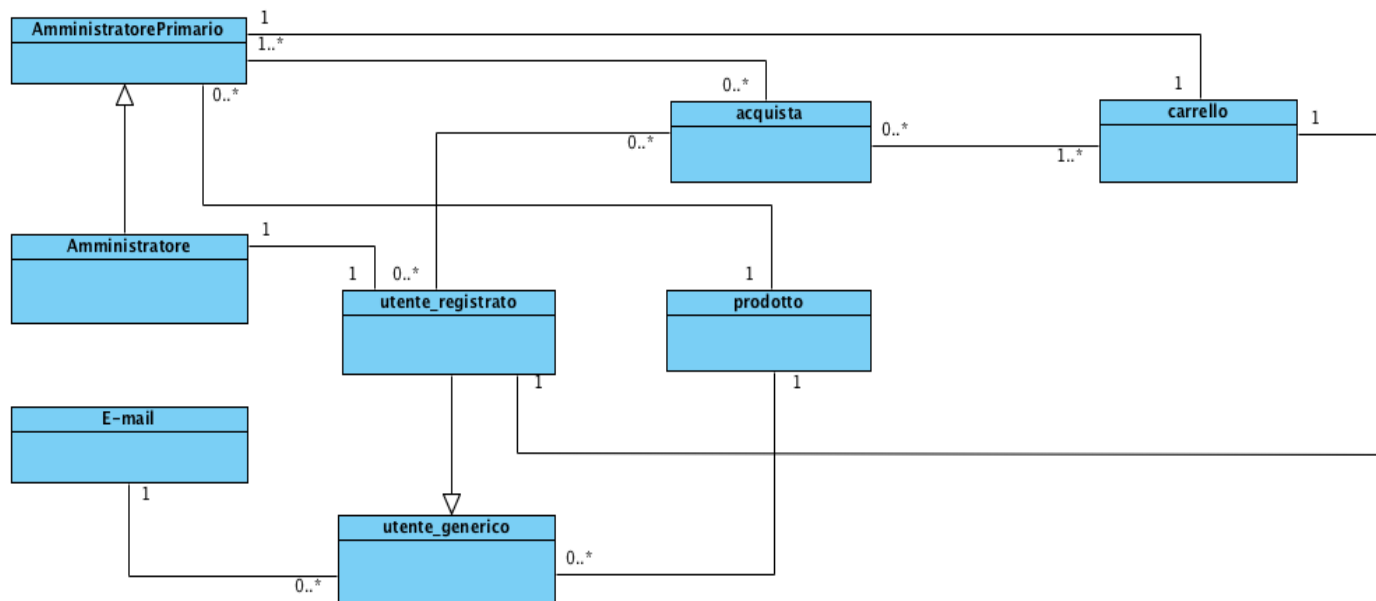 AmministratorePrimario
1
1..*
0..*
0..*
1
acquista
0..*
0..*
1..*
carrello
1
Amministratore
1
1
0..*
utente_registrato
1
1
prodotto
1
E-mail
1
0..*
utente_generico
0..*